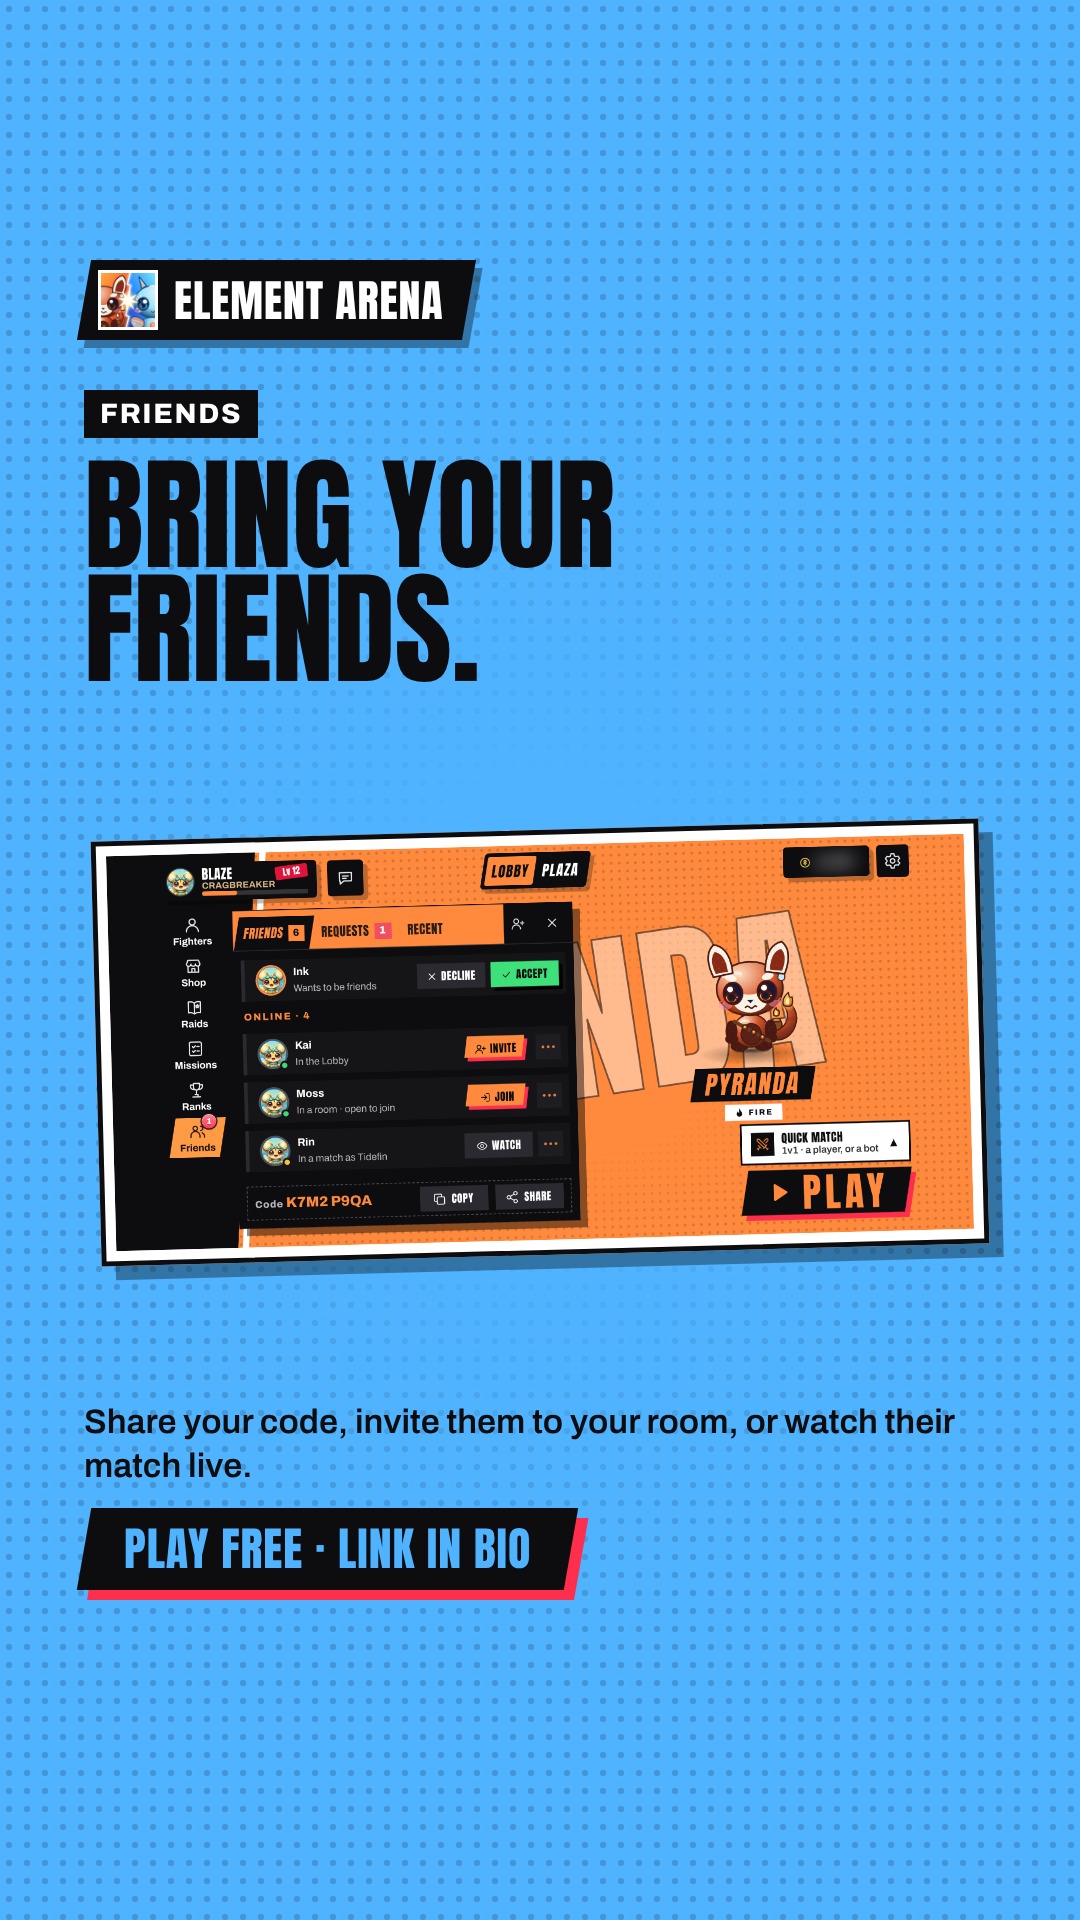 ELEMENT ARENA
FRIENDS
BRING YOUR
FRIENDS.
BLAZE
Lv 12
CRAGBREAKER
LOBBY PLAZA
Fighters
Shop
Raids
Missions
Ranks
1
Friends
FRIENDS 6 REQUESTS 1 RECENT
Ink
Wants to be friends
DECLINE ACCEPT
ONLINE · 4
Kai
In the Lobby
INVITE
Moss
In a room · open to join
JOIN
Rin
In a match as Tidefin
WATCH
Code K7M2 P9QA
COPY SHARE
NDA
PYRANDA
FIRE
QUICK MATCH
1v1 · a player, or a bot
PLAY
Share your code, invite them to your room, or watch their
match live.
PLAY FREE · LINK IN BIO